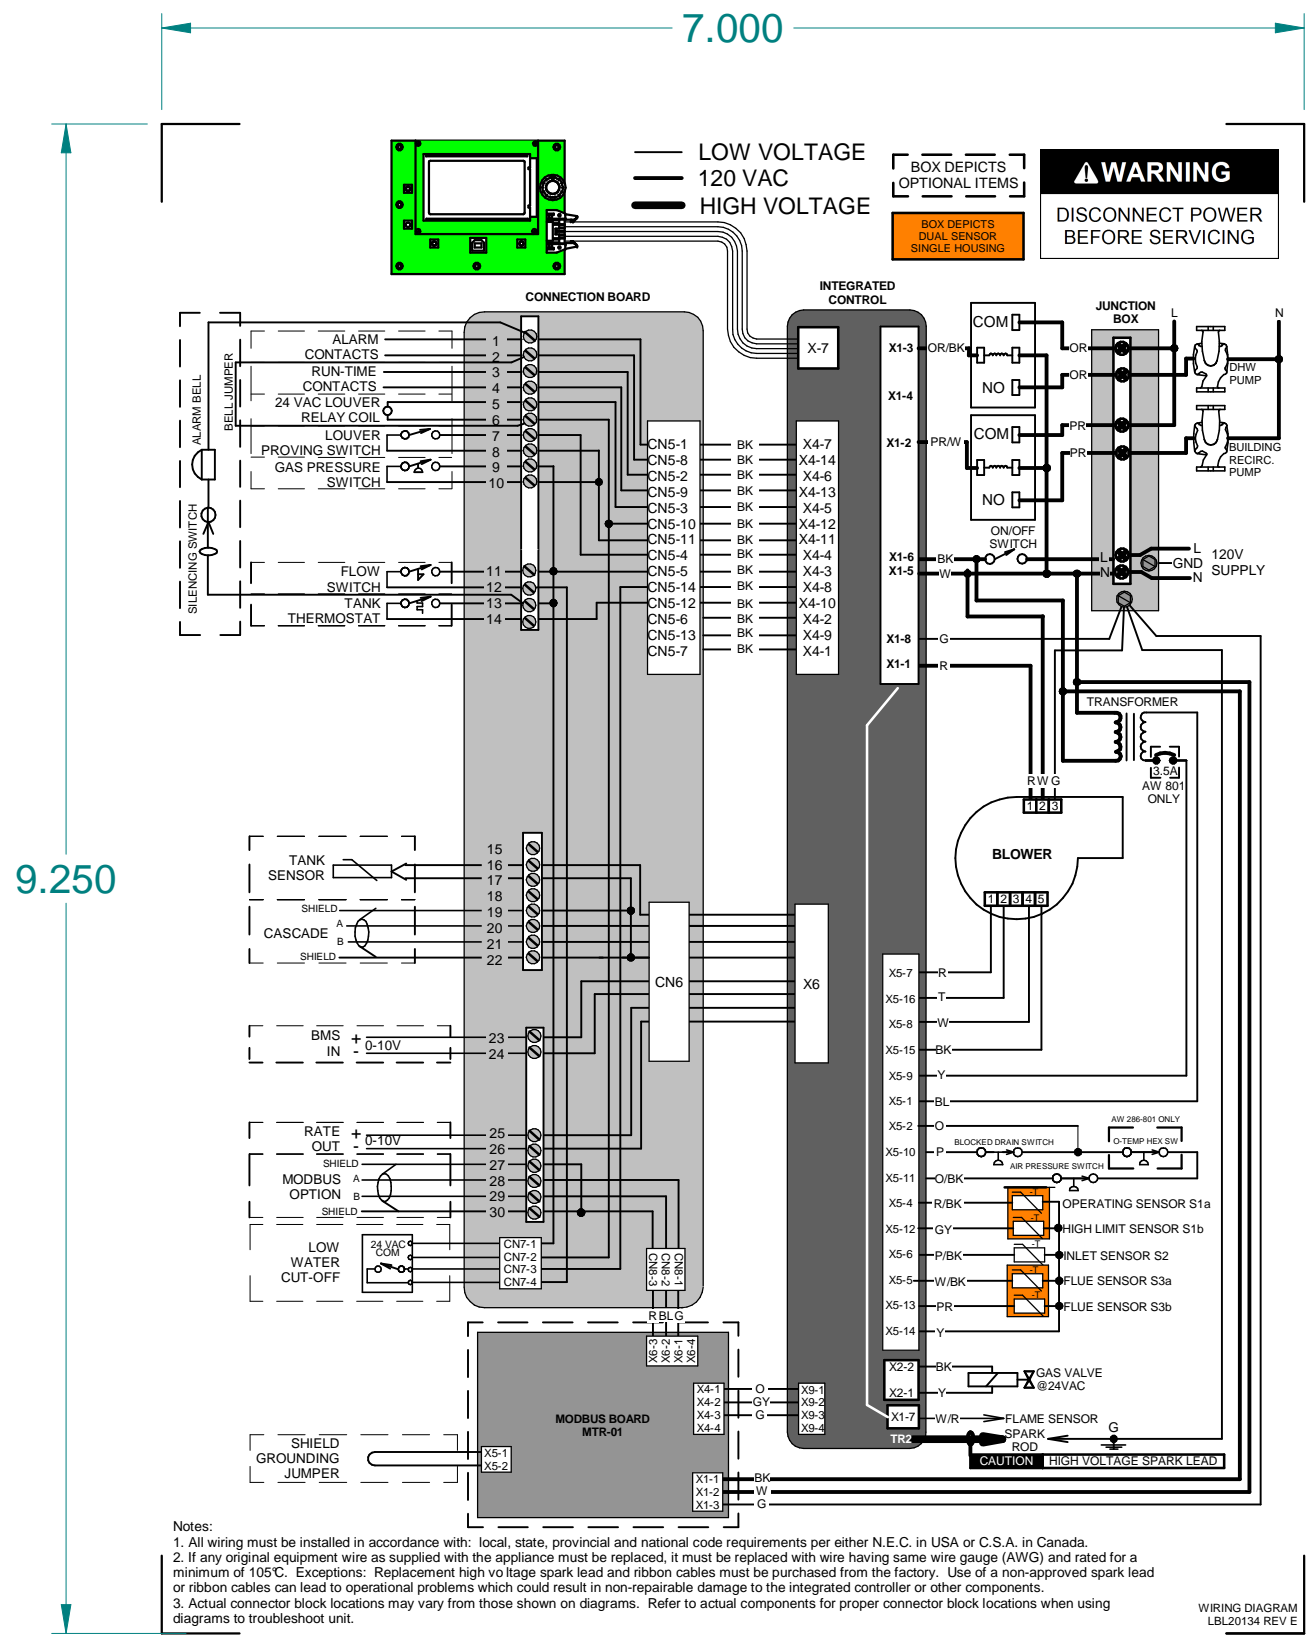 7.000
9.250
LOW VOLTAGE
120 VAC
HIGH VOLTAGE
BOX DEPICTS
OPTIONAL ITEMS
BOX DEPICTS
DUAL SENSOR
SINGLE HOUSING
WARNING
DISCONNECT POWER
BEFORE SERVICING
CONNECTION BOARD
INTEGRATED
CONTROL
JUNCTION
BOX
L
N
ALARM BELL
BELL JUMPER
SILENCING SWITCH
ALARM
CONTACTS
RUN-TIME
CONTACTS
24 VAC LOUVER
RELAY COIL
LOUVER
PROVING SWITCH
GAS PRESSURE
SWITCH
FLOW
SWITCH
TANK
THERMOSTAT
1
2
3
4
5
6
7
8
9
10
11
12
13
14
CN5-1
CN5-8
CN5-2
CN5-9
CN5-3
CN5-10
CN5-11
CN5-4
CN5-5
CN5-14
CN5-12
CN5-6
CN5-13
CN5-7
BK
BK
BK
BK
BK
BK
BK
BK
BK
BK
BK
BK
BK
BK
X-7
X4-7
X4-14
X4-6
X4-13
X4-5
X4-12
X4-11
X4-4
X4-3
X4-8
X4-10
X4-2
X4-9
X4-1
X1-3
X1-4
X1-2
X1-6
X1-5
X1-8
X1-1
OR/BK
PR/W
BK
W
G
R
COM
NO
COM
NO
OR
OR
PR
PR
DHW
PUMP
BUILDING
RECIRC.
PUMP
ON/OFF
SWITCH
L
N
L
GND
N
120V
SUPPLY
TRANSFORMER
3.5A
AW 801
ONLY
R W G
1 2 3
BLOWER
1 2 3 4 5
TANK
SENSOR
SHIELD
A
CASCADE
B
SHIELD
15
16
17
18
19
20
21
22
CN6
X6
BMS +
IN -
0-10V
23
24
RATE +
OUT -
0-10V
SHIELD
MODBUS A
OPTION B
SHIELD
25
26
27
28
29
30
LOW
WATER
CUT-OFF
24 VAC
COM
CN7-1
CN7-2
CN7-3
CN7-4
CN8-3
CN8-2
CN8-1
R BL G
X6-3
X6-2
X6-1
X6-4
X5-7
X5-16
X5-8
X5-15
X5-9
X5-1
X5-2
X5-10
X5-11
X5-4
X5-12
X5-6
X5-5
X5-13
X5-14
R
T
W
BK
Y
BL
O
P
O/BK
R/BK
GY
P/BK
W/BK
PR
Y
BLOCKED DRAIN SWITCH
AW 286-801 ONLY
O-TEMP HEX SW
AIR PRESSURE SWITCH
-T
OPERATING SENSOR S1a
-T
HIGH LIMIT SENSOR S1b
-T
INLET SENSOR S2
-T
FLUE SENSOR S3a
-T
FLUE SENSOR S3b
X2-2
X2-1
BK
Y
GAS VALVE
@24VAC
X1-7
W/R
FLAME SENSOR
TR2
SPARK
ROD
G
CAUTION HIGH VOLTAGE SPARK LEAD
MODBUS BOARD
MTR-01
X4-1
X4-2
X4-3
X4-4
O
GY
G
X9-1
X9-2
X9-3
X9-4
SHIELD
GROUNDING
JUMPER
X5-1
X5-2
X1-1
X1-2
X1-3
BK
W
G
Notes:
1. All wiring must be installed in accordance with: local, state, provincial and national code requirements per either N.E.C. in USA or C.S.A. in Canada.
2. If any original equipment wire as supplied with the appliance must be replaced, it must be replaced with wire having same wire gauge (AWG) and rated for a
minimum of 105°C. Exceptions: Replacement high vo ltage spark lead and ribbon cables must be purchased from the factory. Use of a non-approved spark lead
or ribbon cables can lead to operational problems which could result in non-repairable damage to the integrated controller or other components.
3. Actual connector block locations may vary from those shown on diagrams. Refer to actual components for proper connector block locations when using
diagrams to troubleshoot unit.
WIRING DIAGRAM
LBL20134 REV E